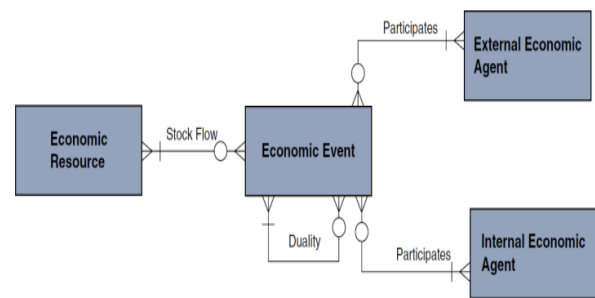 Participates
External Economic
Agent
Economic
Resource
Stock Flow
Economic Event
Duality
Participates
Internal Economic
Agent